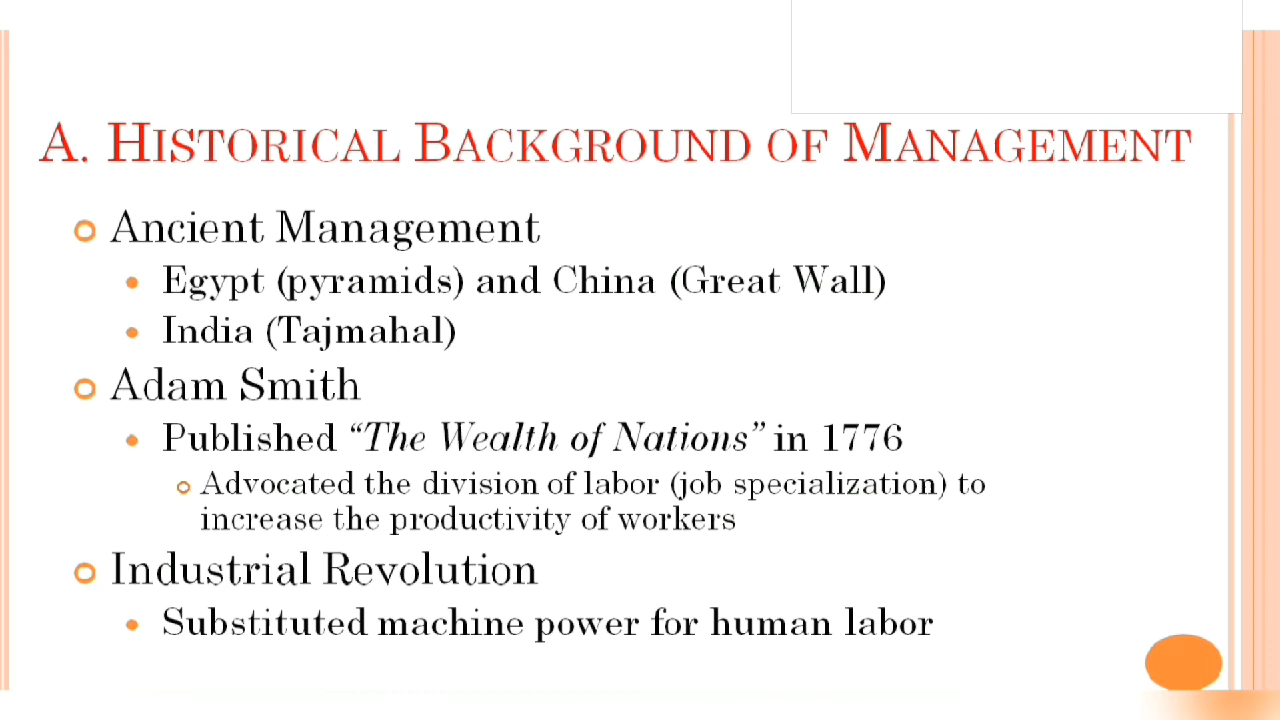 A. HISTORICAL BACKGROUND OF MANAGEMENT
Ancient Management
Egypt (pyramids) and China (Great Wall)
India (Tajmahal)
Adam Smith
Published “The Wealth of Nations” in 1776
Advocated the division of labor (job specialization) to
increase the productivity of workers
Industrial Revolution
Substituted machine power for human labor